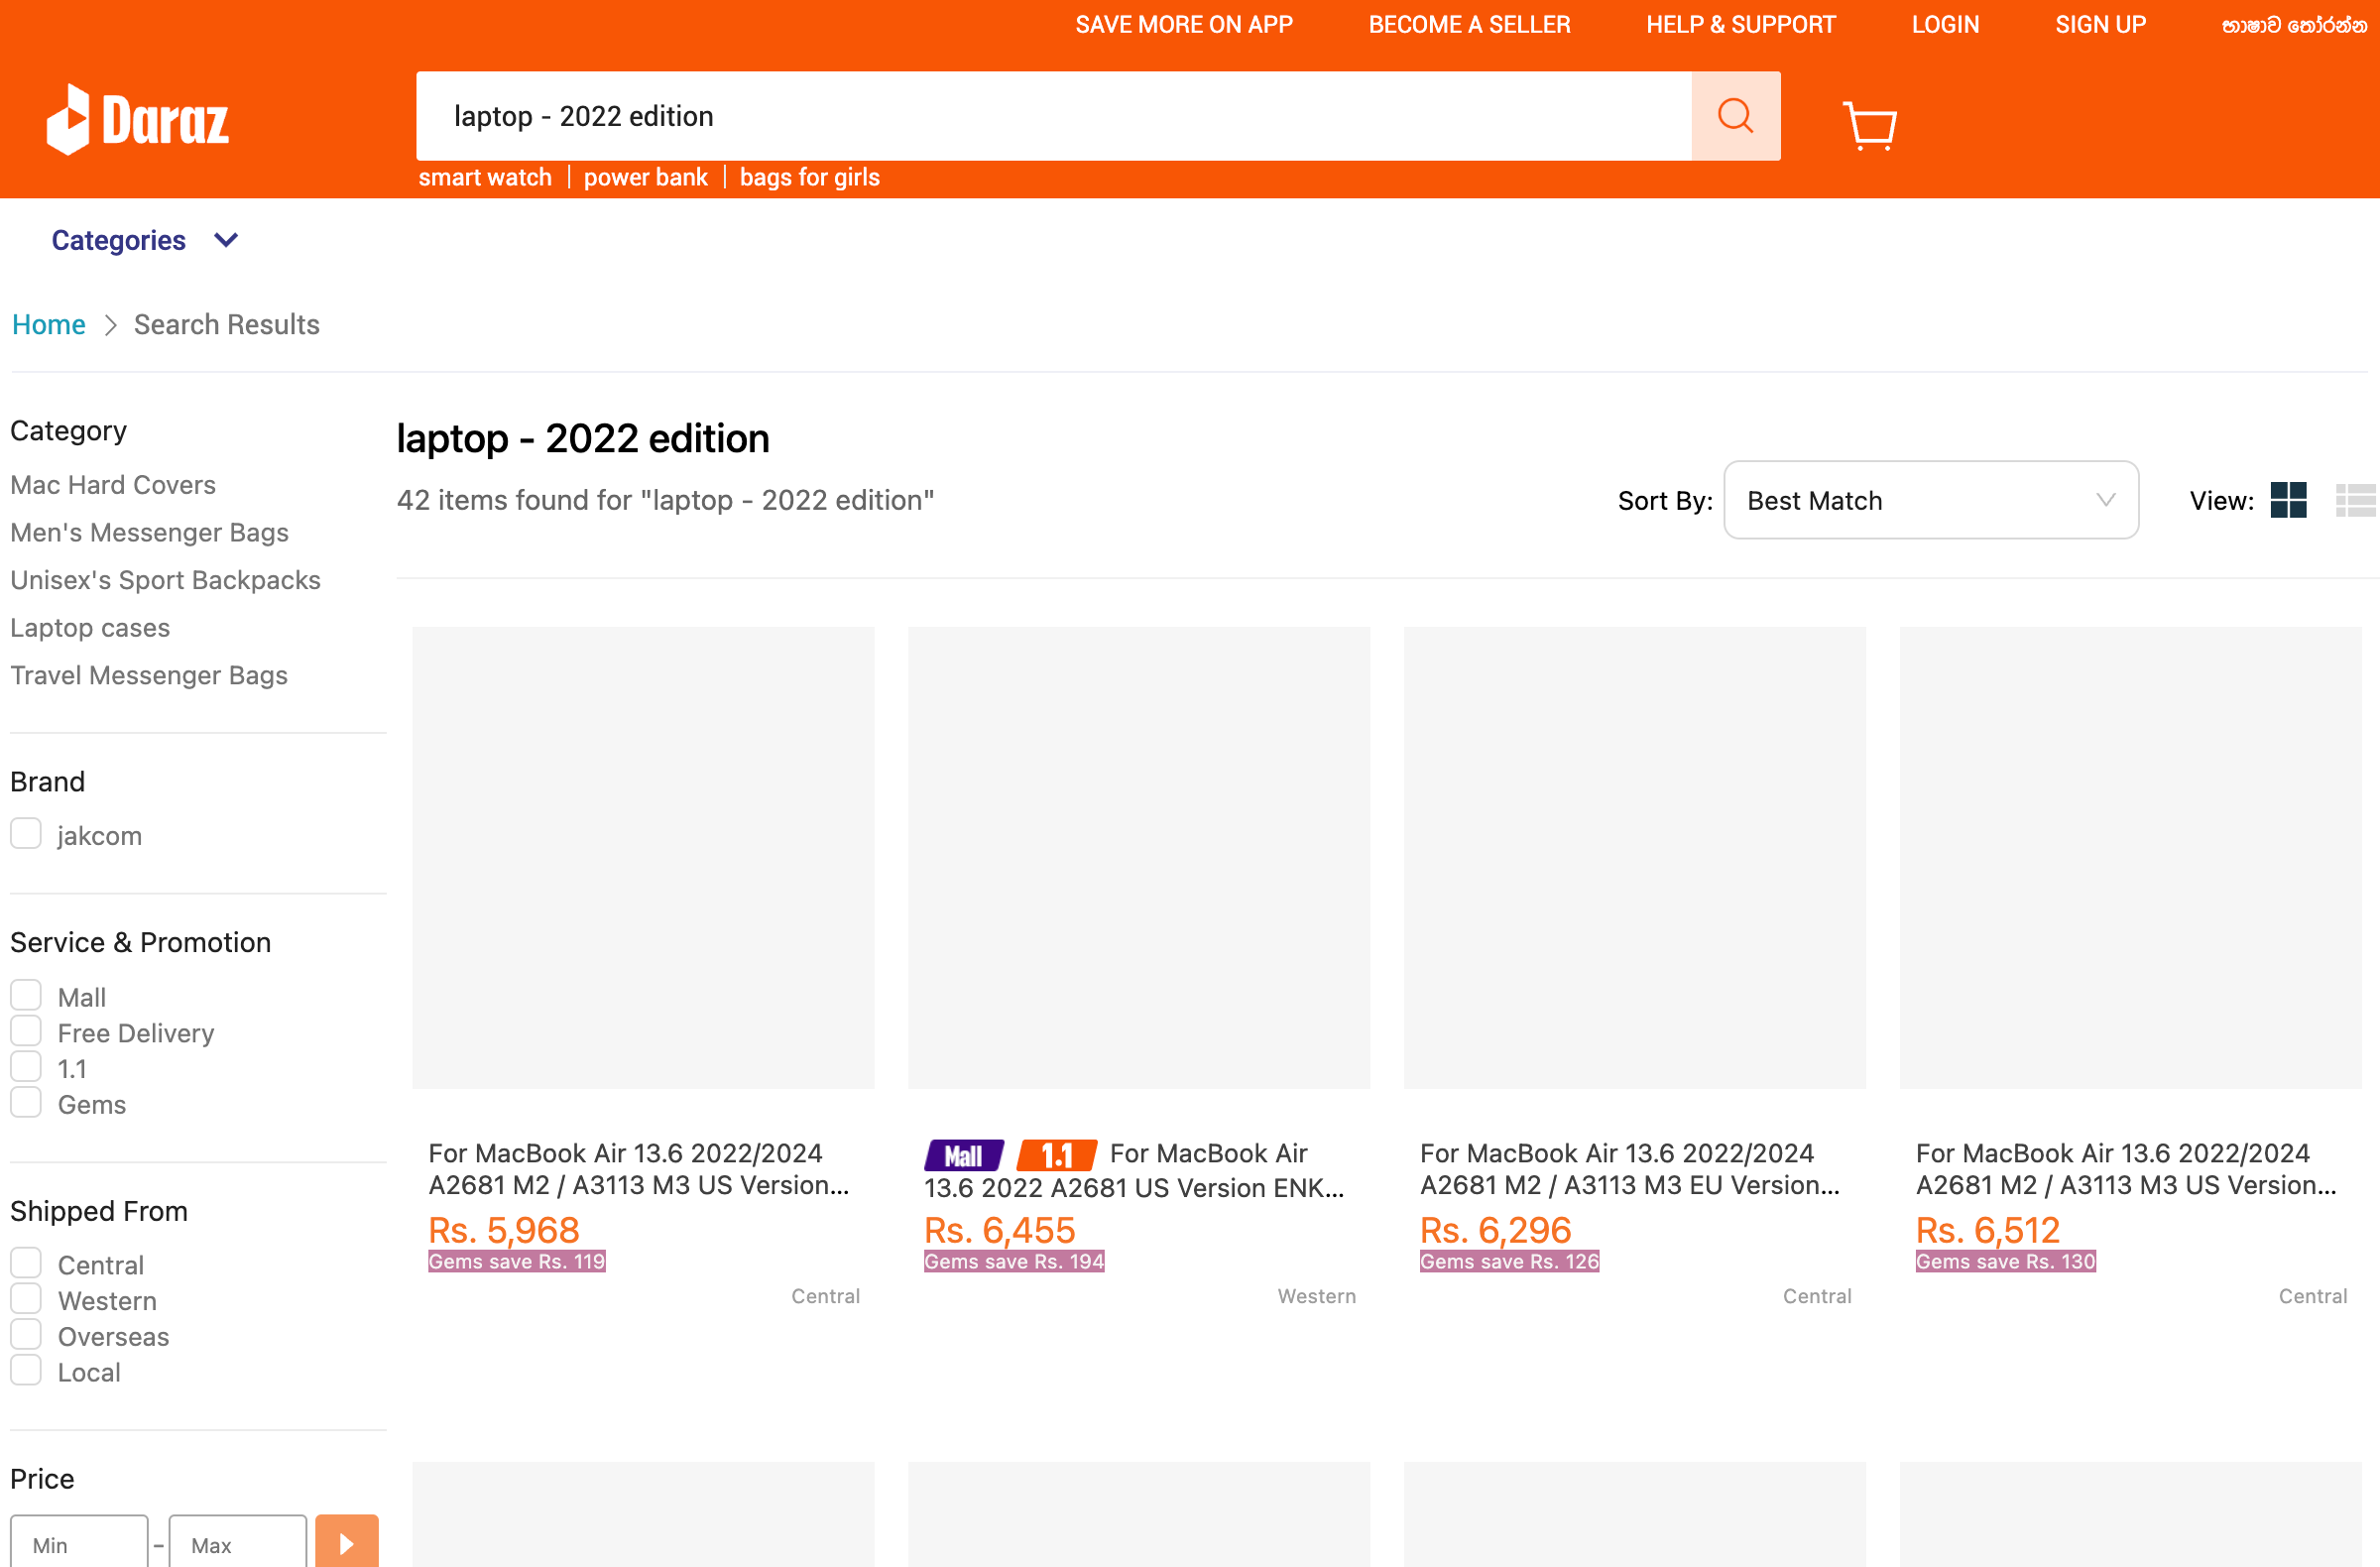 SAVE MORE ON APP BECOME A SELLER HELP & SUPPORT LOGIN SIGN UP භාෂාව තෝරන්න
Daraz
laptop - 2022 edition
smart watch power bank bags for girls
Categories
Home Search Results
Category
Mac Hard Covers
Men's Messenger Bags
Unisex's Sport Backpacks
Laptop cases
Travel Messenger Bags
Brand
jakcom
Service & Promotion
Mall
Free Delivery
1.1
Gems
Shipped From
Central
Western
Overseas
Local
Price
Min - Max
laptop - 2022 edition
42 items found for "laptop - 2022 edition"
Sort By: Best Match View:
For MacBook Air 13.6 2022/2024
A2681 M2 / A3113 M3 US Version...
Rs. 5,968
Gems save Rs. 119
Central
Mall 1.1 For MacBook Air
13.6 2022 A2681 US Version ENK...
Rs. 6,455
Gems save Rs. 194
Western
For MacBook Air 13.6 2022/2024
A2681 M2 / A3113 M3 EU Version...
Rs. 6,296
Gems save Rs. 126
Central
For MacBook Air 13.6 2022/2024
A2681 M2 / A3113 M3 US Version...
Rs. 6,512
Gems save Rs. 130
Central